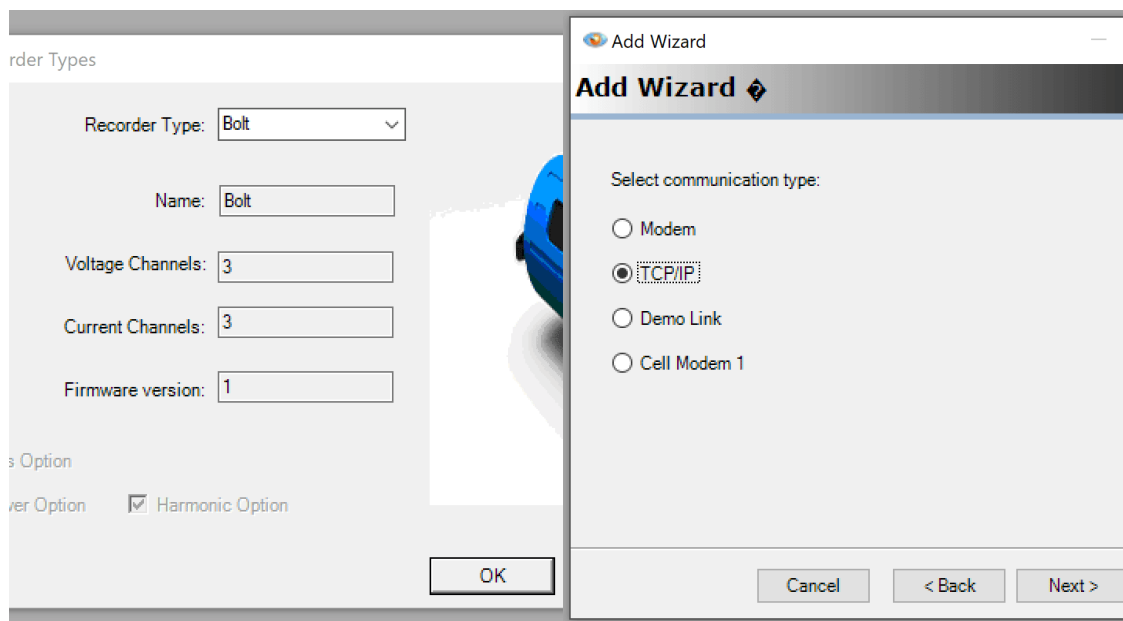 rder Types
Recorder Type: Bolt
Name: Bolt
Voltage Channels: 3
Current Channels: 3
Firmware version: 1
s Option
ver Option Harmonic Option
OK
Add Wizard
Add Wizard �
Select communication type:
Modem
TCP/IP
Demo Link
Cell Modem 1
Cancel < Back Next >